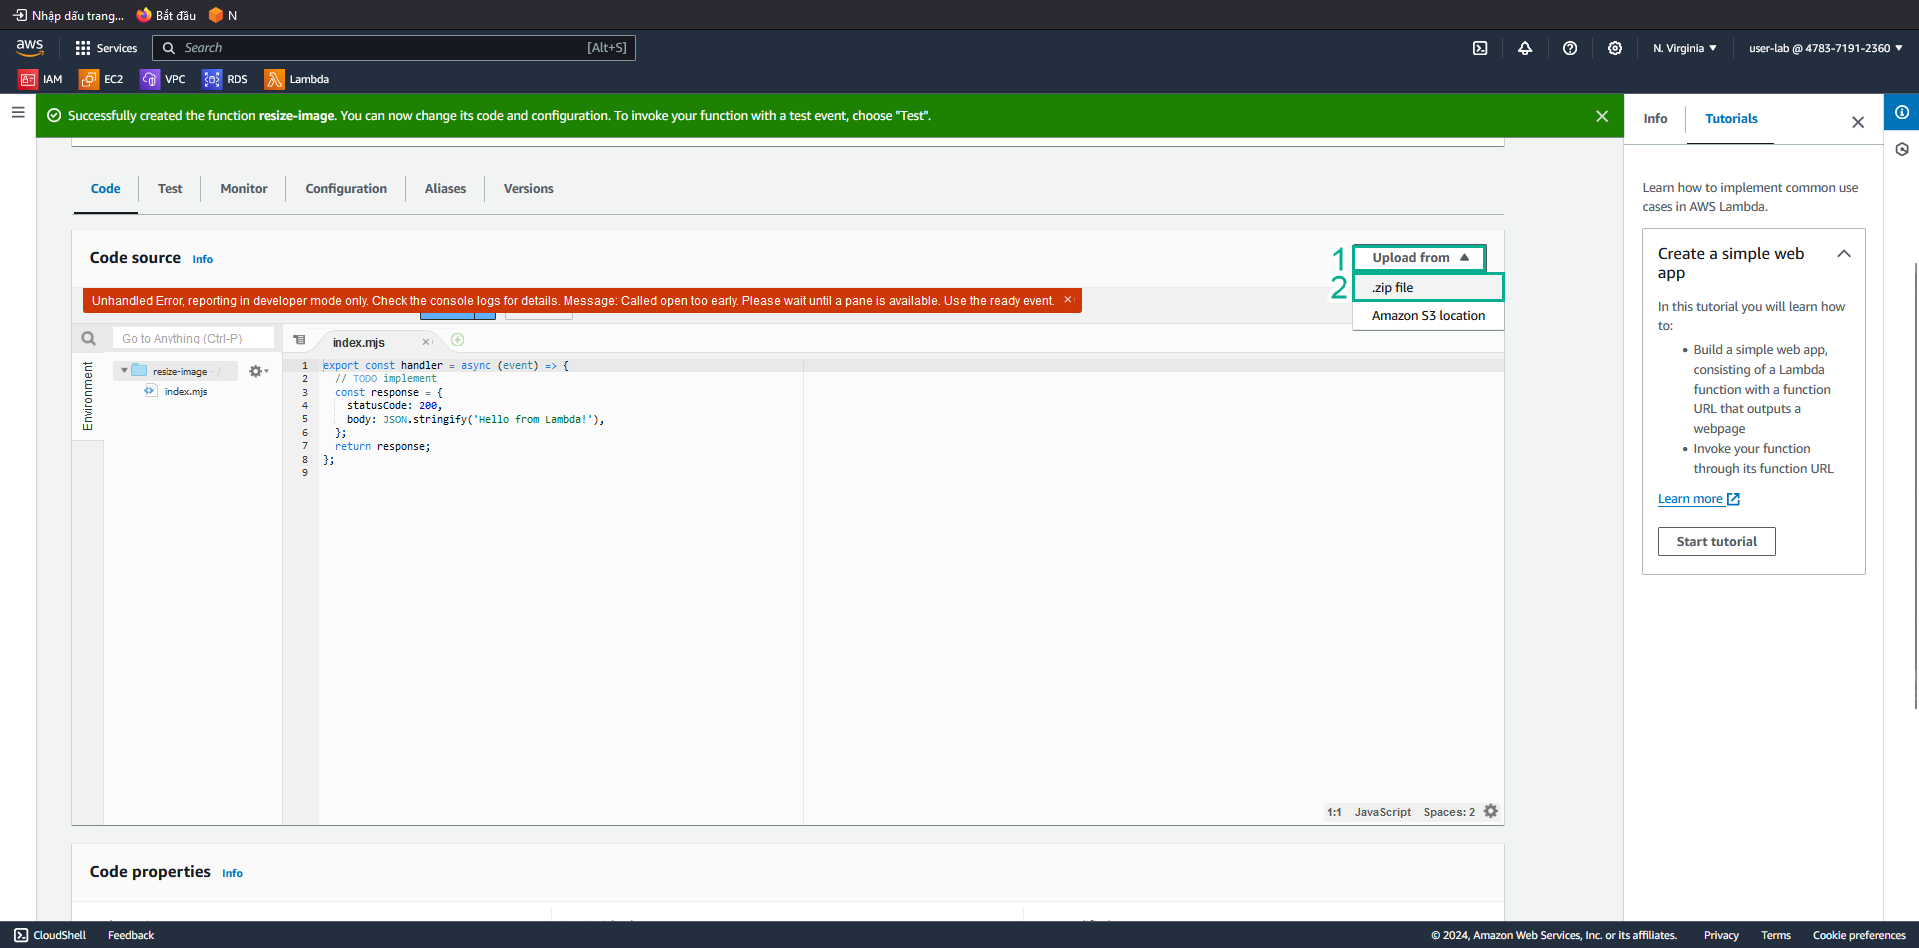 Nhập dấu trang... Bắt đầu N
aws Services Search [Alt+S] N. Virginia user-lab @ 4783-7191-2360
IAM EC2 VPC RDS Lambda
Successfully created the function resize-image. You can now change its code and configuration. To invoke your function with a test event, choose "Test".
Code Test Monitor Configuration Aliases Versions
Code source Info
1 Upload from
2 .zip file
Amazon S3 location
Unhandled Error, reporting in developer mode only. Check the console logs for details. Message: Called open too early. Please wait until a pane is available. Use the ready event.
Go to Anything (Ctrl-P)
index.mjs
Environment
resize-image - /
index.mjs
1 export const handler = async (event) => {
2 // TODO implement
3 const response = {
4 statusCode: 200,
5 body: JSON.stringify('Hello from Lambda!'),
6 };
7 return response;
8 };
9
1:1 JavaScript Spaces: 2
Code properties Info
Info Tutorials
Learn how to implement common use
cases in AWS Lambda.
Create a simple web
app
In this tutorial you will learn how
to:
• Build a simple web app,
consisting of a Lambda
function with a function
URL that outputs a
webpage
• Invoke your function
through its function URL
Learn more
Start tutorial
CloudShell Feedback © 2024, Amazon Web Services, Inc. or its affiliates. Privacy Terms Cookie preferences